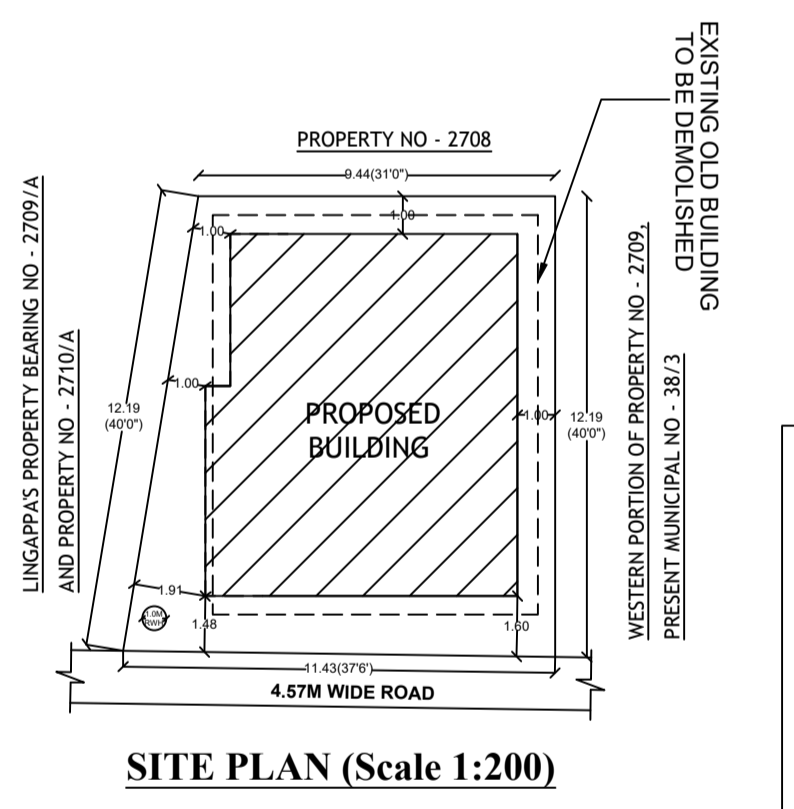 EXISTING OLD BUILDING
TO BE DEMOLISHED
PROPERTY NO - 2708
9.44(31'0")
1.00
1.00
LINGAPPA'S PROPERTY BEARING NO - 2709/A
AND PROPERTY NO - 2710/A
WESTERN PORTION OF PROPERTY NO - 2709,
PRESENT MUNICIPAL NO - 38/3
1.00
12.19
(40'0")
PROPOSED
BUILDING
1.00
12.19
(40'0")
1.91
1.0M
RWH
1.48
1.60
11.43(37'6')
4.57M WIDE ROAD
SITE PLAN (Scale 1:200)